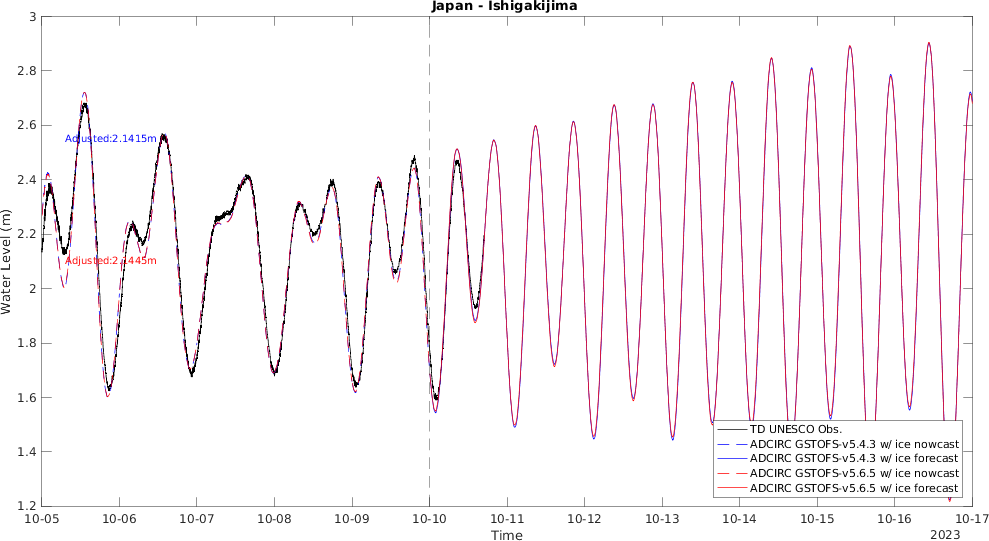 Japan - Ishigakijima
3
2.8
2.6
2.4
2.2
2
1.8
1.6
1.4
1.2
Water Level (m)
Adjusted:2.1415m
Adjusted:2.1445m
TD UNESCO Obs.
ADCIRC GSTOFS-v5.4.3 w/ ice nowcast
ADCIRC GSTOFS-v5.4.3 w/ ice forecast
ADCIRC GSTOFS-v5.6.5 w/ ice nowcast
ADCIRC GSTOFS-v5.6.5 w/ ice forecast
10-05 10-06 10-07 10-08 10-09 10-10 10-11 10-12 10-13 10-14 10-15 10-16 10-17
Time
2023